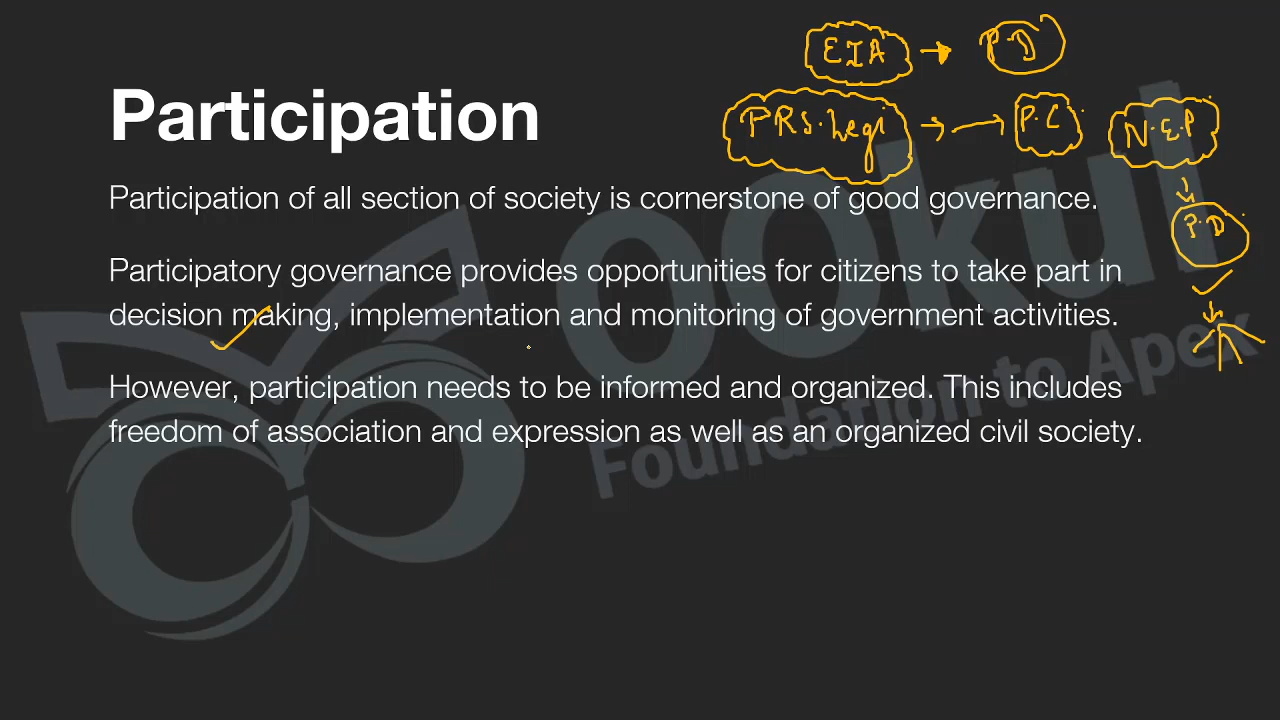 EIA → P.D
Participation
PRS.Legi → → P.C
N.E.P
Participation of all section of society is cornerstone of good governance.
P.D
Participatory governance provides opportunities for citizens to take part in
decision making, implementation and monitoring of government activities.
However, participation needs to be informed and organized. This includes
freedom of association and expression as well as an organized civil society.
ookul
Foundation to Apex